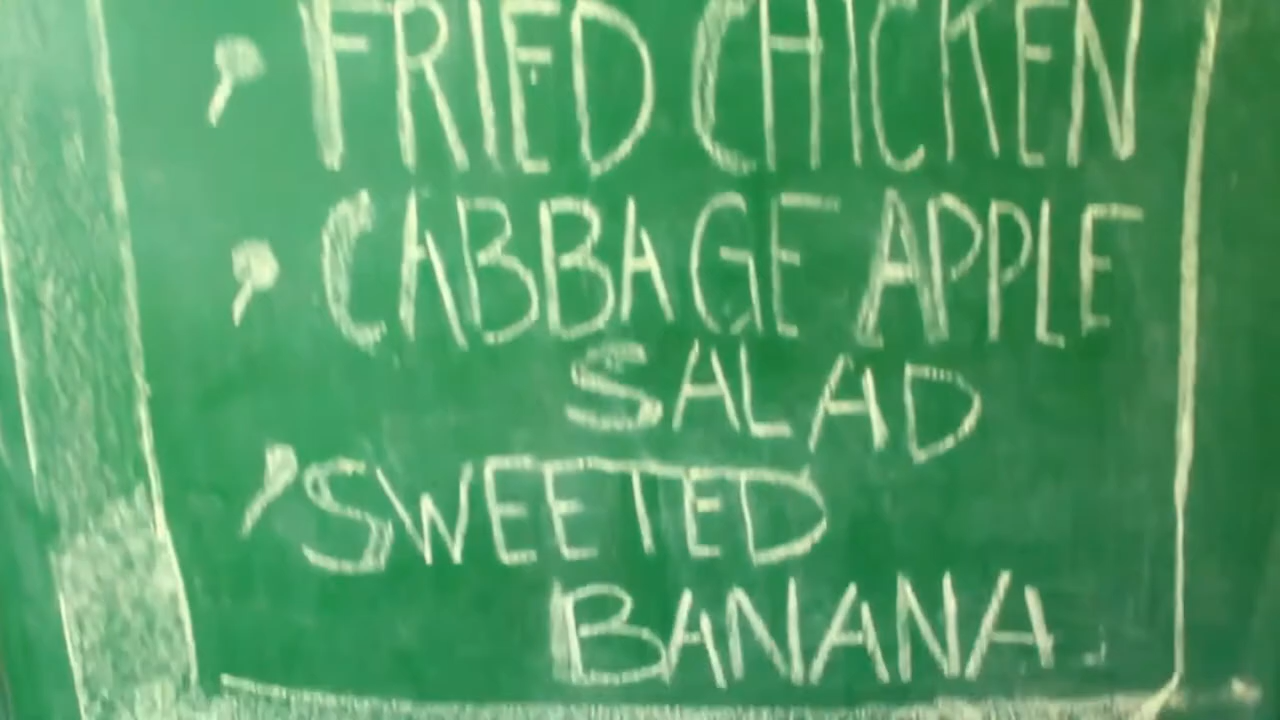 FRIED CHICKEN
CABBAGE APPLE
SALAD
SWEETED
BANANA